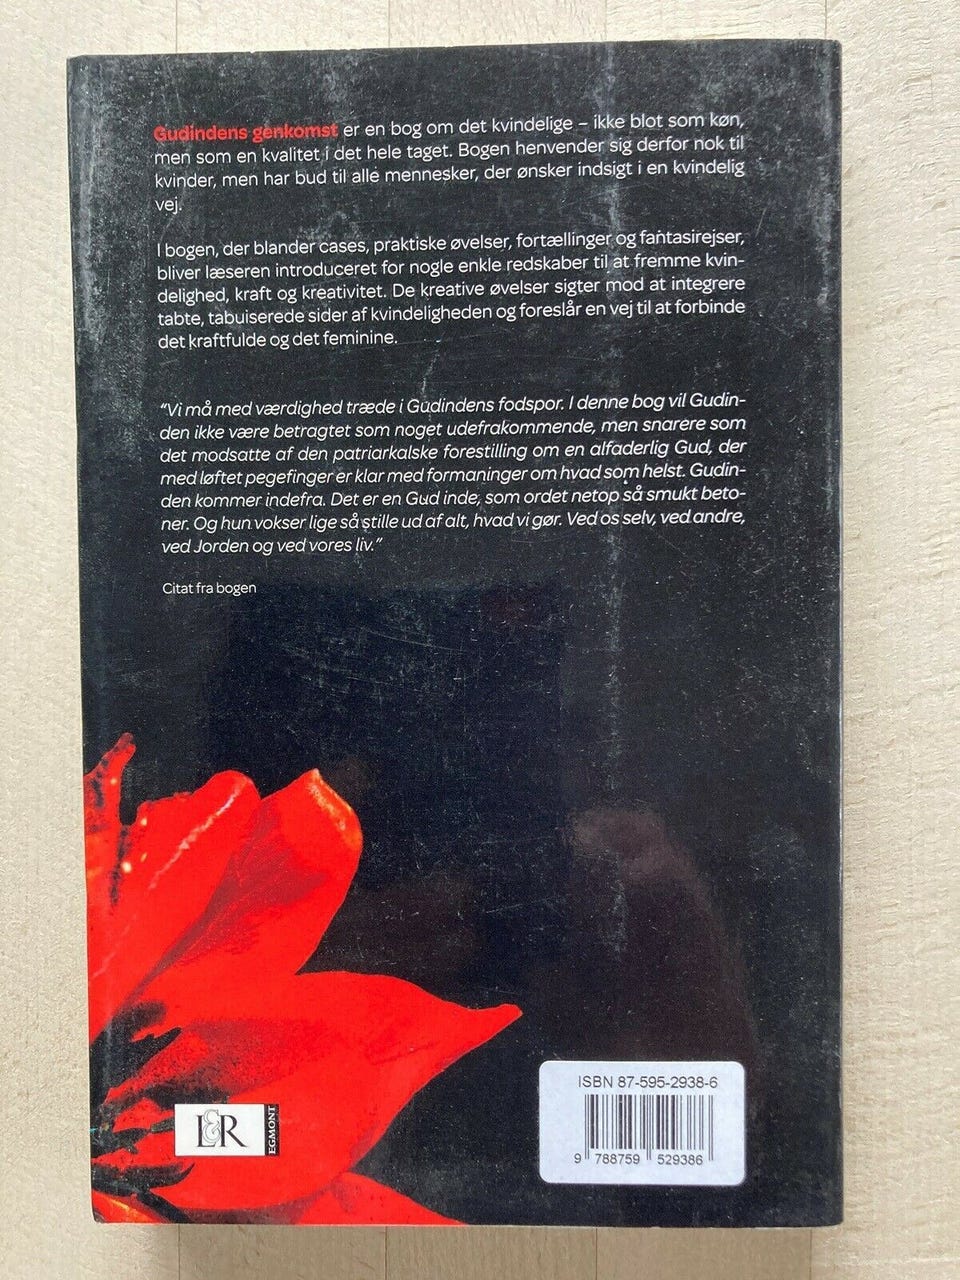 Gudindens genkomst er en bog om det kvindelige – ikke blot som køn,
men som en kvalitet i det hele taget. Bogen henvender sig derfor nok til
kvinder, men har bud til alle mennesker, der ønsker indsigt i en kvindelig
vej.
I bogen, der blander cases, praktiske øvelser, fortællinger og fantasirejser,
bliver læseren introduceret for nogle enkle redskaber til at fremme kvin-
delighed, kraft og kreativitet. De kreative øvelser sigter mod at integrere
tabte, tabuiserede sider af kvindeligheden og foreslår en vej til at forbinde
det kraftfulde og det feminine.
“Vi må med værdighed træde i Gudindens fodspor. I denne bog vil Gudin-
den ikke være betragtet som noget udefrakommende, men snarere som
det modsatte af den patriarkalske forestilling om en alfaderlig Gud, der
med løftet pegefinger er klar med formaninger om hvad som helst. Gudin-
den kommer indefra. Det er en Gud inde, som ordet netop så smukt beto-
ner. Og hun vokser lige så stille ud af alt, hvad vi gør. Ved os selv, ved andre,
ved Jorden og ved vores liv.”
Citat fra bogen
L&R
EGMONT
ISBN 87-595-2938-6
9 788759 529386